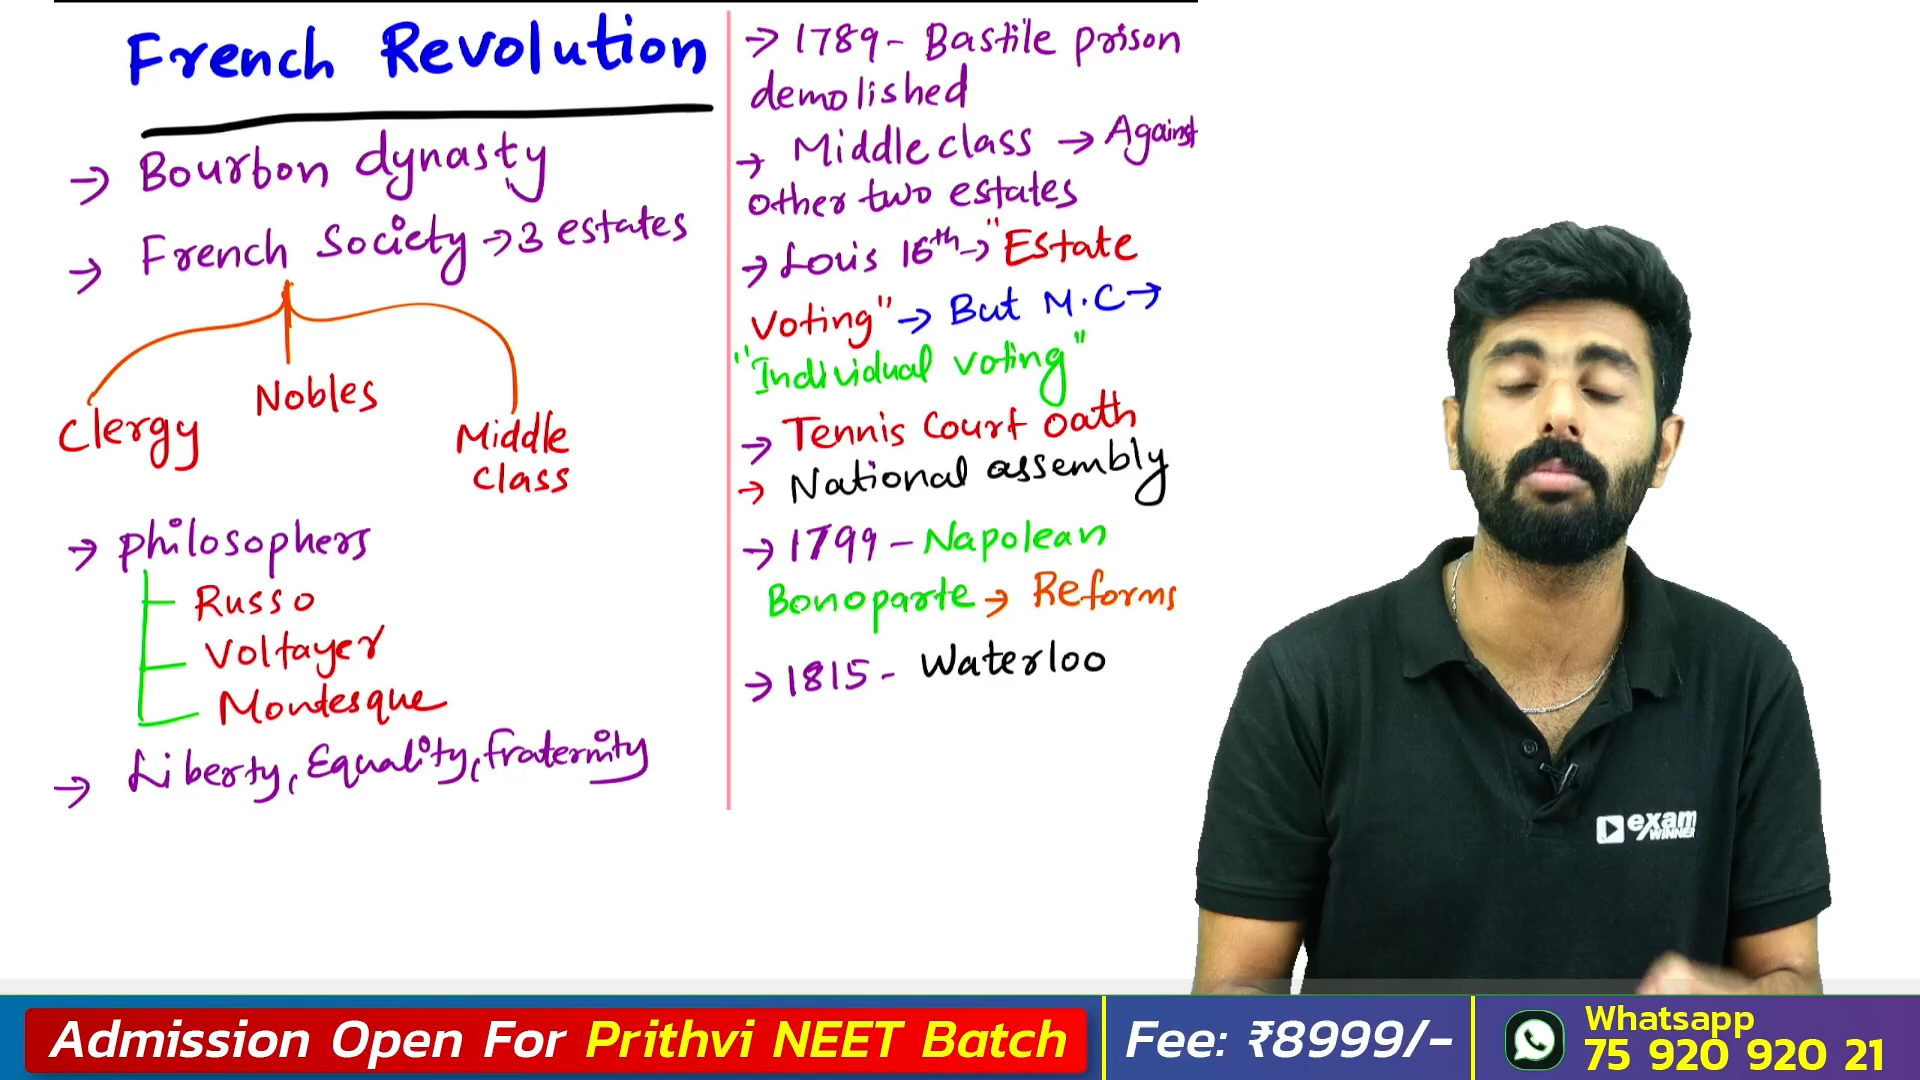 French Revolution
→ Bourbon dynasty
→ French Society → 3 estates
Clergy
Nobles
Middle
class
→ philosophers
Russo
Voltayer
Montesque
→ Liberty, Equality, fraternity
→ 1789 - Bastile prison
demolished
→ Middle class → Against
other two estates
→ Louis 16th → "Estate
Voting" → But M.C →
"Individual voting"
→ Tennis Court oath
→ National assembly
→ 1799 - Napolean
Bonoparte → Reforms
→ 1815 - Waterloo
exam
WINNER
Admission Open For Prithvi NEET Batch
Fee: ₹8999/-
Whatsapp
75 920 920 21